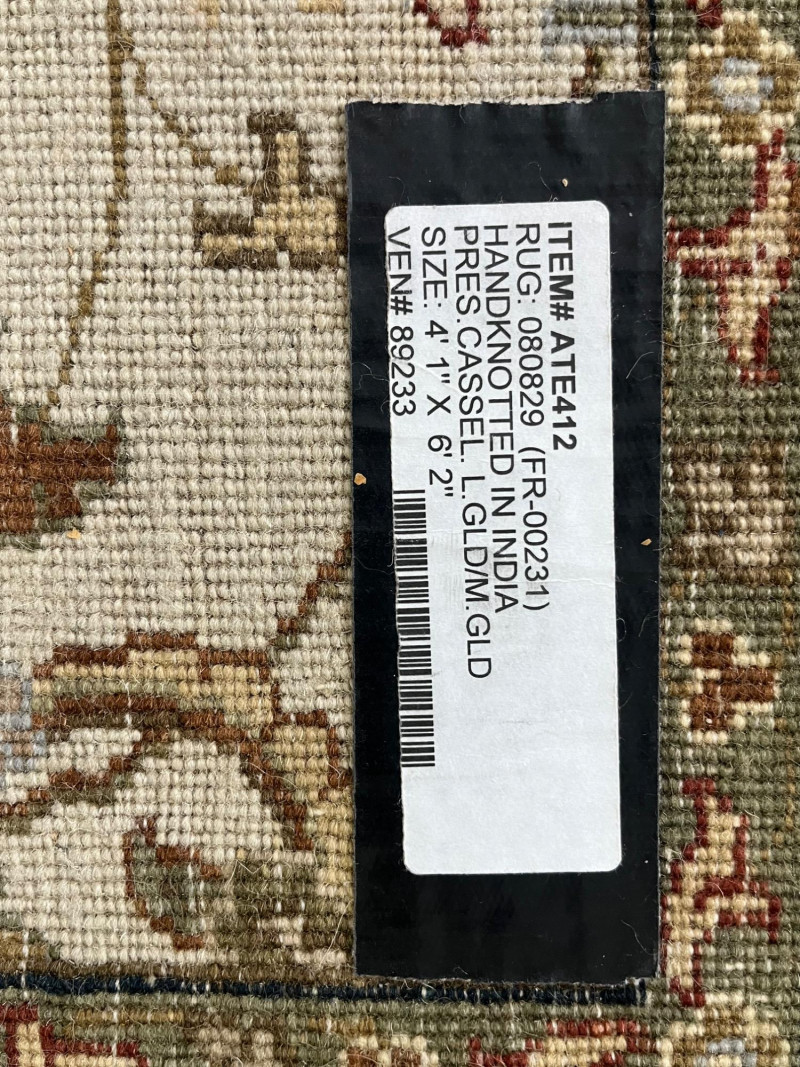 ITEM# ATE412
RUG: 080829 (FR-00231)
HANDKNOTTED IN INDIA
PRES.CASSEL. L.GLD/M.GLD
SIZE: 4' 1" X 6' 2"
VEN# 89233